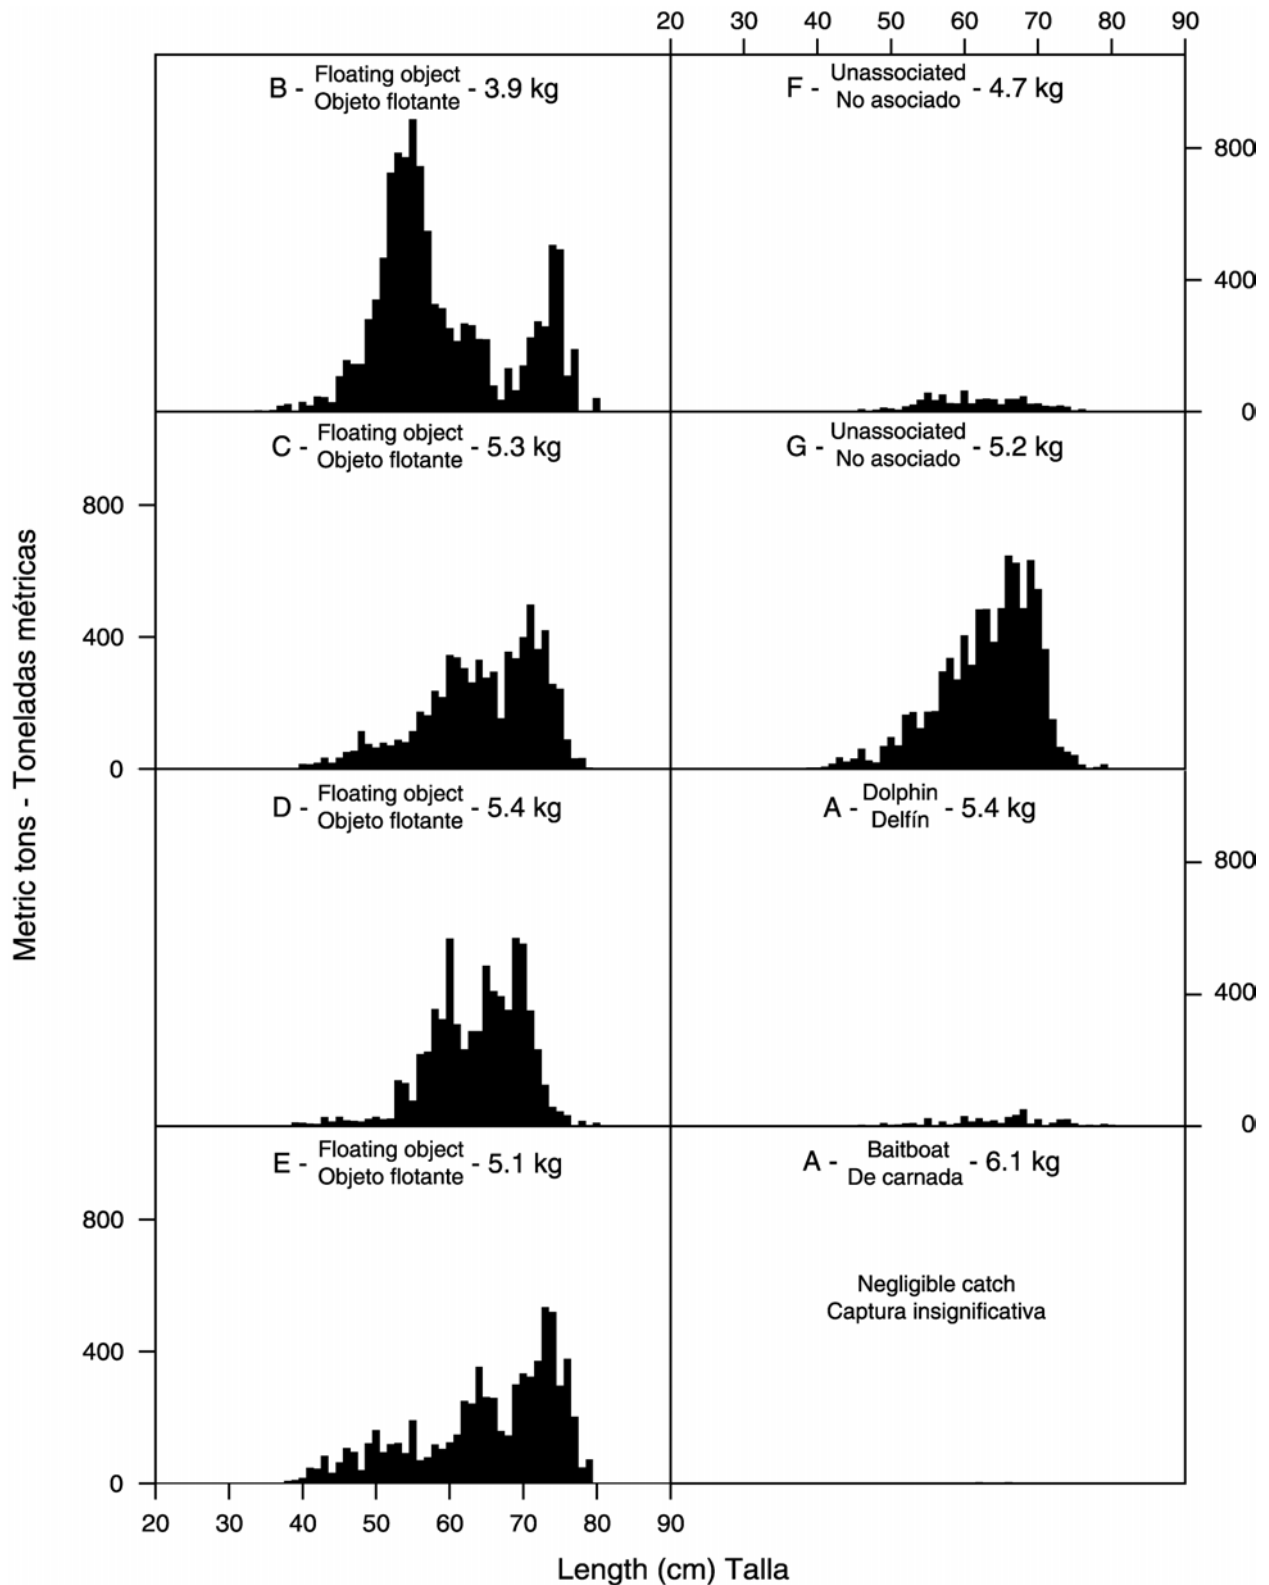 20 30 40 50 60 70 80 90
B - Floating object Objeto flotante - 3.9 kg
F - Unassociated No asociado - 4.7 kg
800
400
0
C - Floating object Objeto flotante - 5.3 kg
G - Unassociated No asociado - 5.2 kg
800
400
0
Metric tons - Toneladas métricas
D - Floating object Objeto flotante - 5.4 kg
A - Dolphin Delfín - 5.4 kg
800
400
0
E - Floating object Objeto flotante - 5.1 kg
A - Baitboat De carnada - 6.1 kg
800
400
0
Negligible catch
Captura insignificativa
20 30 40 50 60 70 80 90
Length (cm) Talla